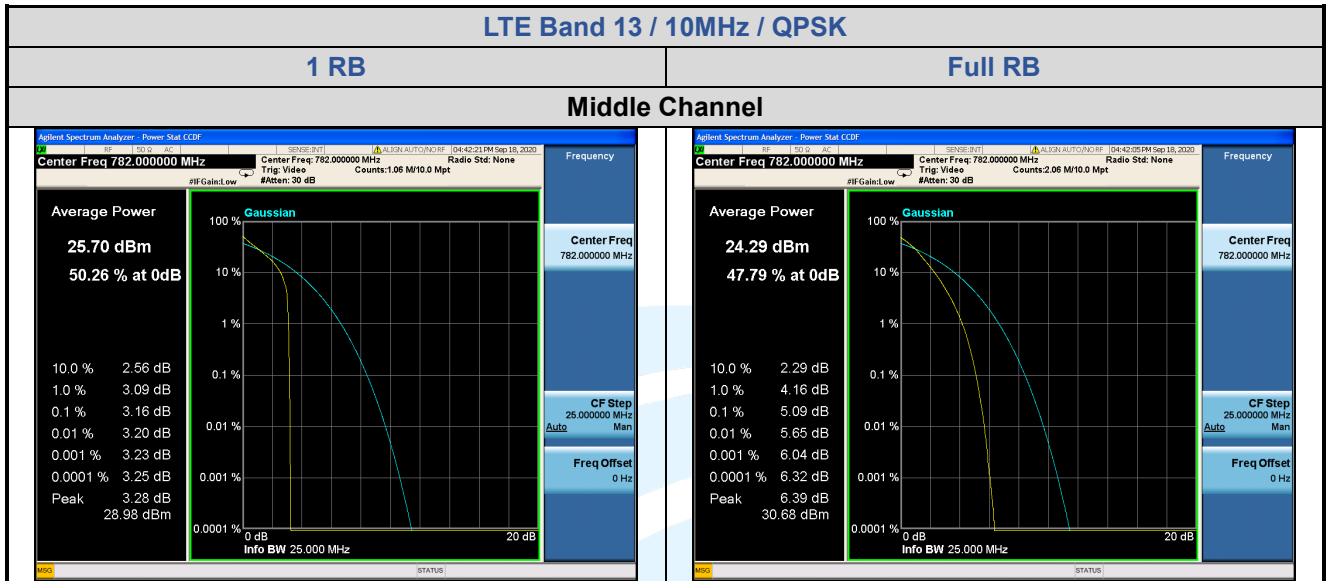 LTE Band 13 / 10MHz / QPSK
1 RB
Full RB
Middle Channel
Agilent Spectrum Analyzer - Power Stat CCDF
RF 50 Ω AC SENSE:INT ALIGN AUTO/NO RF 04:42:21 PM Sep 18, 2020
Center Freq 782.000000 MHz
Center Freq: 782.000000 MHz Radio Std: None
Trig: Video Counts:1.06 M/10.0 Mpt
#IFGain:Low #Atten: 30 dB
Frequency
Average Power
25.70 dBm
50.26 % at 0dB
10.0 % 2.56 dB
1.0 % 3.09 dB
0.1 % 3.16 dB
0.01 % 3.20 dB
0.001 % 3.23 dB
0.0001 % 3.25 dB
Peak 3.28 dB
28.98 dBm
Gaussian
100 %
10 %
1 %
0.1 %
0.01 %
0.001 %
0.0001 %
0 dB 20 dB
Info BW 25.000 MHz
Center Freq
782.000000 MHz
CF Step
25.000000 MHz
Auto Man
Freq Offset
0 Hz
MSG STATUS
Agilent Spectrum Analyzer - Power Stat CCDF
RF 50 Ω AC SENSE:INT ALIGN AUTO/NO RF 04:42:05 PM Sep 18, 2020
Center Freq 782.000000 MHz
Center Freq: 782.000000 MHz Radio Std: None
Trig: Video Counts:2.06 M/10.0 Mpt
#IFGain:Low #Atten: 30 dB
Frequency
Average Power
24.29 dBm
47.79 % at 0dB
10.0 % 2.29 dB
1.0 % 4.16 dB
0.1 % 5.09 dB
0.01 % 5.65 dB
0.001 % 6.04 dB
0.0001 % 6.32 dB
Peak 6.39 dB
30.68 dBm
Gaussian
100 %
10 %
1 %
0.1 %
0.01 %
0.001 %
0.0001 %
0 dB 20 dB
Info BW 25.000 MHz
Center Freq
782.000000 MHz
CF Step
25.000000 MHz
Auto Man
Freq Offset
0 Hz
MSG STATUS